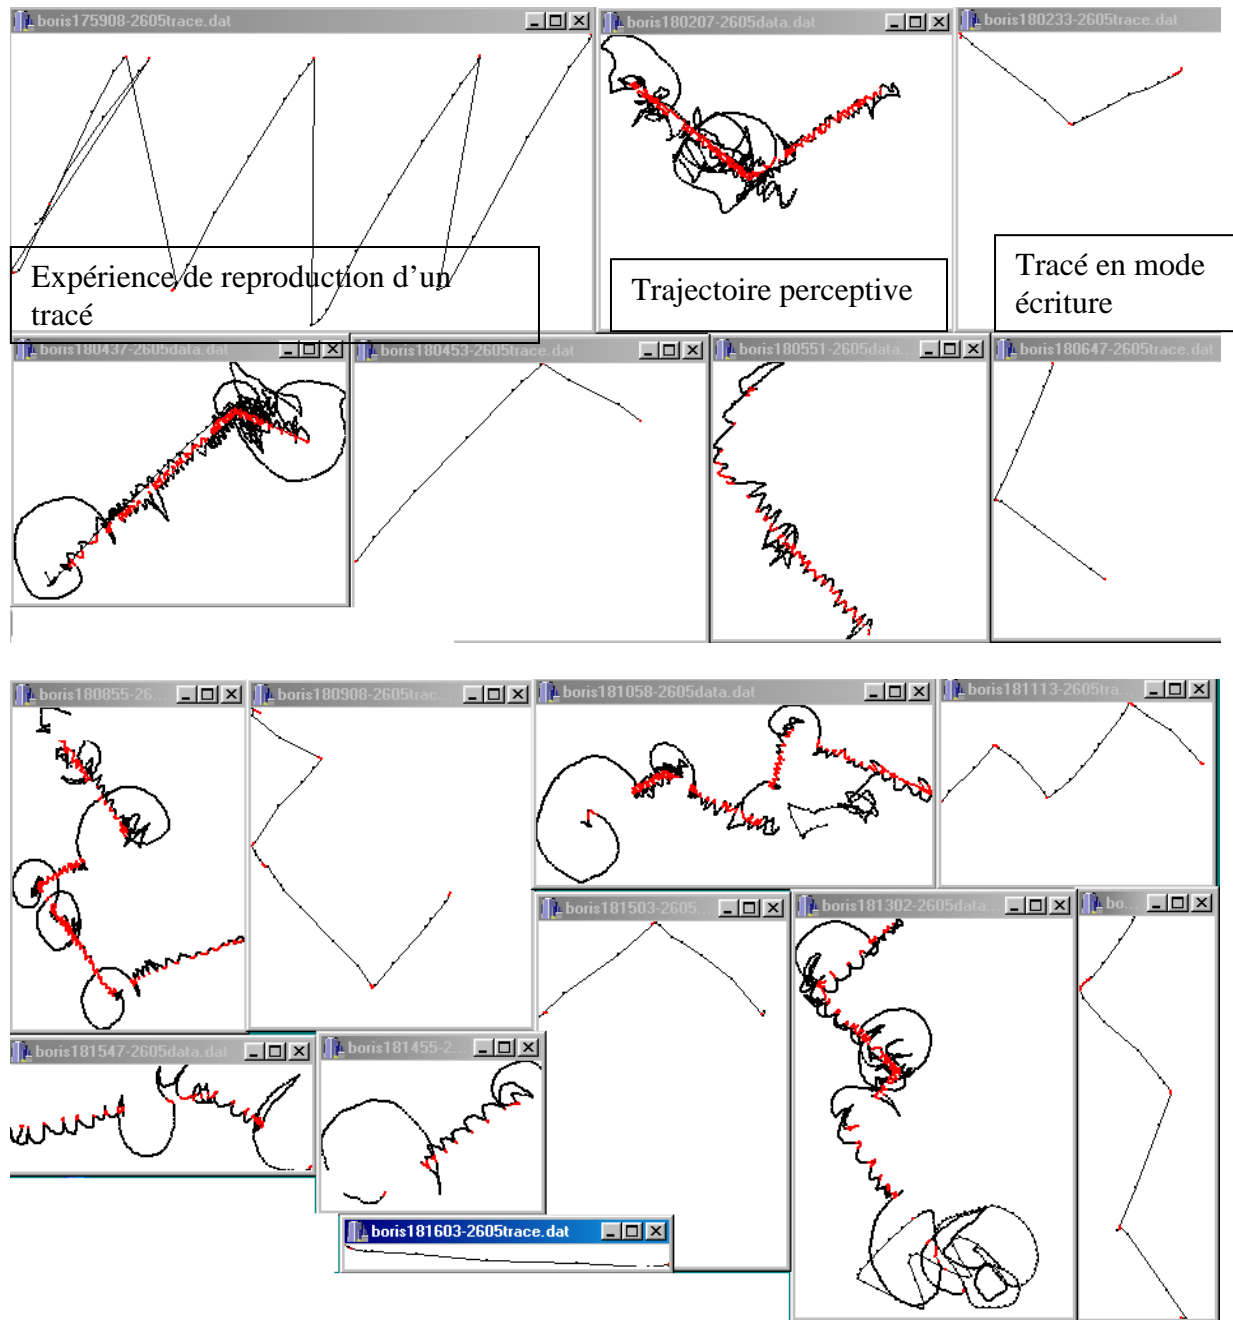 boris175908-2605trace.dat
boris180207-2605data.dat
boris180233-2605trace.dat
Expérience de reproduction d’un
tracé
Trajectoire perceptive
Tracé en mode
écriture
boris180437-2605data.dat
boris180453-2605trace.dat
boris180551-2605data...
boris180647-2605trace.dat
boris180855-26...
boris180908-2605trac...
boris181058-2605data.dat
boris181113-2605tra...
boris181503-2605...
boris181302-2605data...
bo...
boris181547-2605data.dat
boris181455-2...
boris181603-2605trace.dat